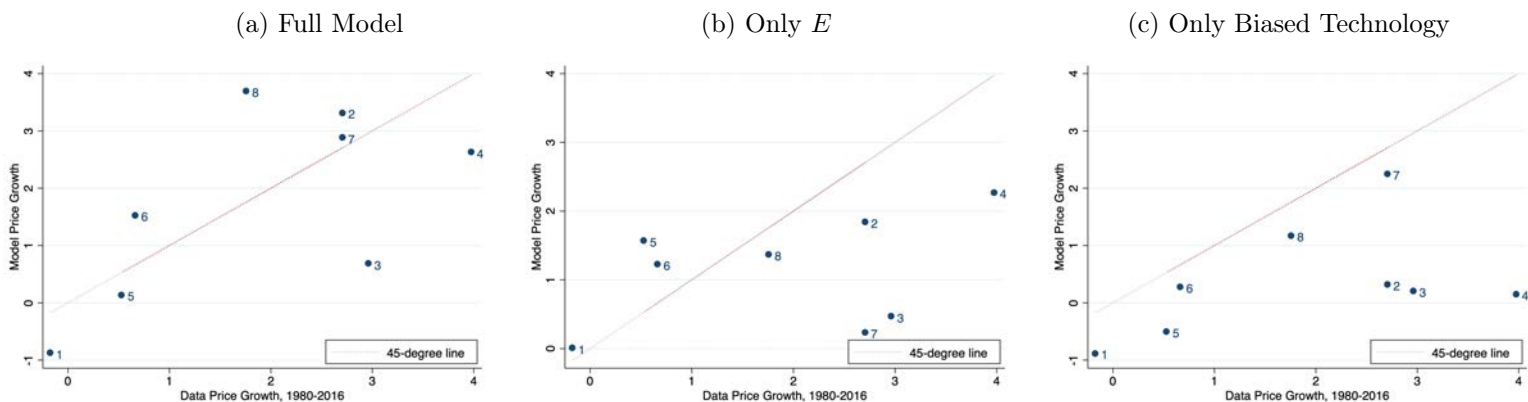 (a) Full Model
Model Price Growth
4
3
2
1
0
-1
8
2
7
4
6
3
5
1
45-degree line
0 1 2 3 4
Data Price Growth, 1980-2016
(b) Only E
Model Price Growth
4
3
2
1
0
4
2
5
8
6
3
7
1
45-degree line
0 1 2 3 4
Data Price Growth, 1980-2016
(c) Only Biased Technology
Model Price Growth
4
3
2
1
0
-1
7
8
6
2
3
4
5
1
45-degree line
0 1 2 3 4
Data Price Growth, 1980-2016